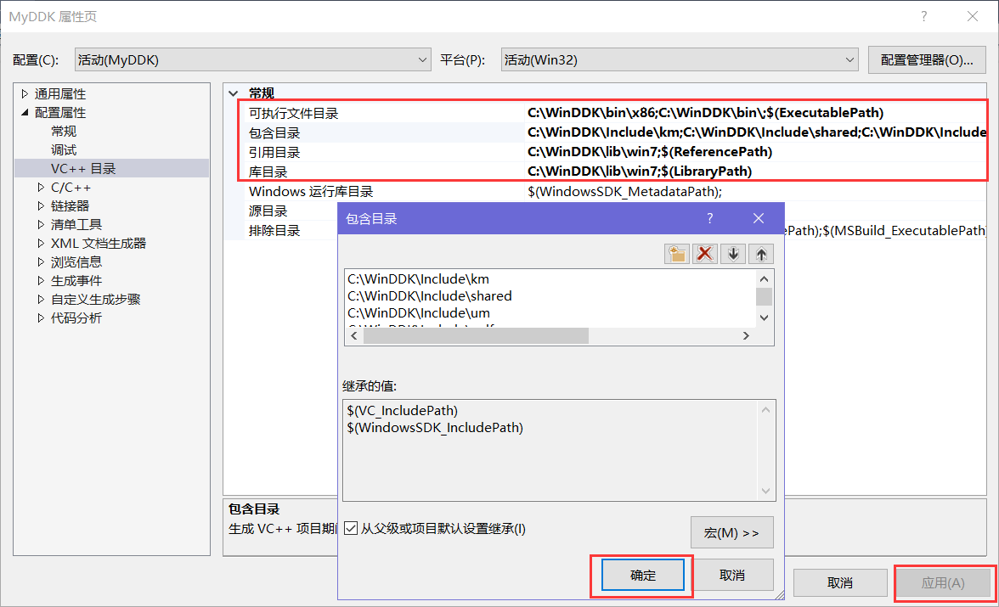 MyDDK 属性页
?
配置(C):
活动(MyDDK)
平台(P):
活动(Win32)
配置管理器(O)...
通用属性
配置属性
常规
调试
VC++ 目录
C/C++
链接器
清单工具
XML 文档生成器
浏览信息
生成事件
自定义生成步骤
代码分析
常规
可执行文件目录 C:\WinDDK\bin\x86;C:\WinDDK\bin\;$(ExecutablePath)
包含目录 C:\WinDDK\Include\km;C:\WinDDK\Include\shared;C:\WinDDK\Include
引用目录 C:\WinDDK\lib\win7;$(ReferencePath)
库目录 C:\WinDDK\lib\win7;$(LibraryPath)
Windows 运行库目录 $(WindowsSDK_MetadataPath);
源目录
排除目录 ePath);$(MSBuild_ExecutablePath)
包含目录
?
C:\WinDDK\Include\km
C:\WinDDK\Include\shared
C:\WinDDK\Include\um
继承的值:
$(VC_IncludePath)
$(WindowsSDK_IncludePath)
从父级或项目默认设置继承(I)
宏(M) >>
确定
取消
包含目录
生成 VC++ 项目期
取消
应用(A)